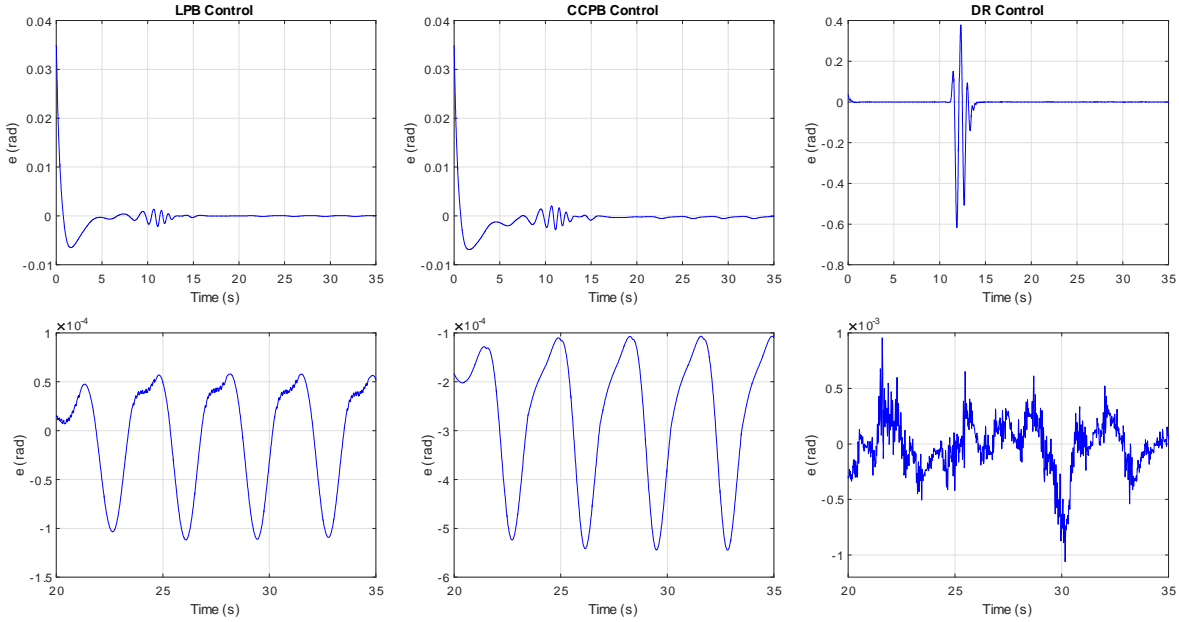 LPB Control
0.04
0.03
0.02
0.01
0
-0.01
e (rad)
0 5 10 15 20 25 30 35
Time (s)
CCPB Control
0.04
0.03
0.02
0.01
0
-0.01
e (rad)
0 5 10 15 20 25 30 35
Time (s)
DR Control
0.4
0.2
0
-0.2
-0.4
-0.6
-0.8
e (rad)
0 5 10 15 20 25 30 35
Time (s)
×10-4
1
0.5
0
-0.5
-1
-1.5
e (rad)
20 25 30 35
Time (s)
×10-4
-1
-2
-3
-4
-5
-6
e (rad)
20 25 30 35
Time (s)
×10-3
1
0.5
0
-0.5
-1
e (rad)
20 25 30 35
Time (s)